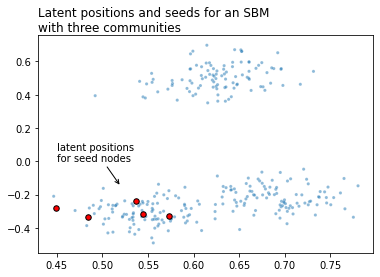 Latent positions and seeds for an SBM
with three communities
0.6
0.4
0.2
latent positions
for seed nodes
0.0
−0.2
−0.4
0.45 0.50 0.55 0.60 0.65 0.70 0.75